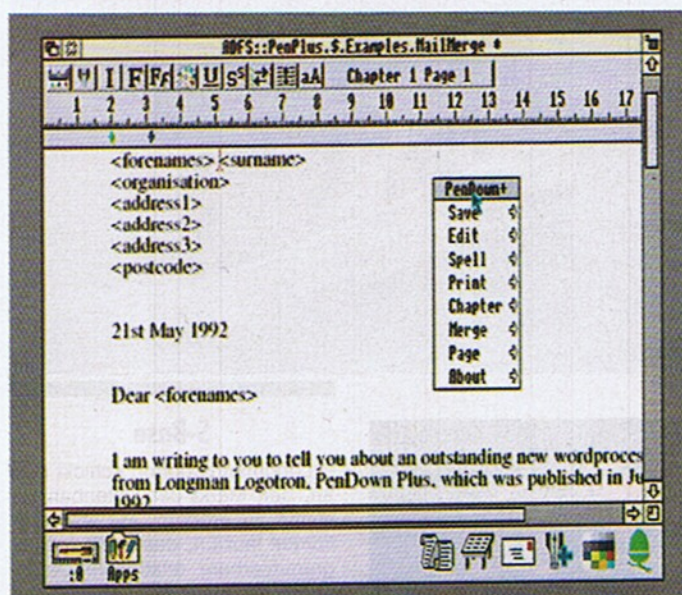 ADFS::PenPlus.$.Examples.MailMerge *
I F Ff U S⁵ aA Chapter 1 Page 1
1 2 3 4 5 6 7 8 9 10 11 12 13 14 15 16 17
<forenames> <surname>
<organisation>
<address1>
<address2>
<address3>
<postcode>
PenDown+
Save
Edit
Spell
Print
Chapter
Merge
Page
About
21st May 1992
Dear <forenames>
I am writing to you to tell you about an outstanding new wordproces
from Longman Logotron, PenDown Plus, which was published in Ju
1992
:0 Apps